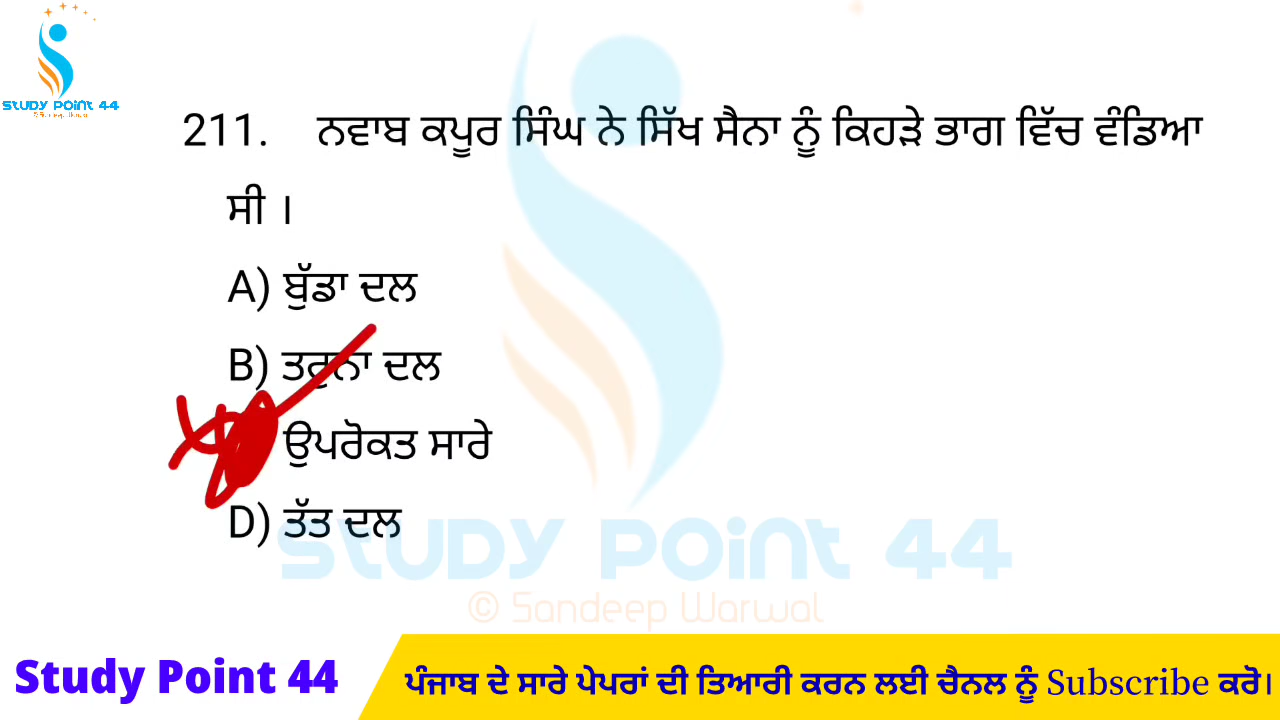 STUDY POINT 44
211. ਨਵਾਬ ਕਪੂਰ ਸਿੰਘ ਨੇ ਸਿੱਖ ਸੈਨਾ ਨੂੰ ਕਿਹੜੇ ਭਾਗ ਵਿੱਚ ਵੰਡਿਆ
ਸੀ ।
A) ਬੁੱਡਾ ਦਲ
B) ਤਰੁਨਾ ਦਲ
ਉਪਰੋਕਤ ਸਾਰੇ
D) ਤੱਤ ਦਲ
STUDY POINT 44
© Sandeep Warwal
Study Point 44
ਪੰਜਾਬ ਦੇ ਸਾਰੇ ਪੇਪਰਾਂ ਦੀ ਤਿਆਰੀ ਕਰਨ ਲਈ ਚੈਨਲ ਨੂੰ Subscribe ਕਰੋ।